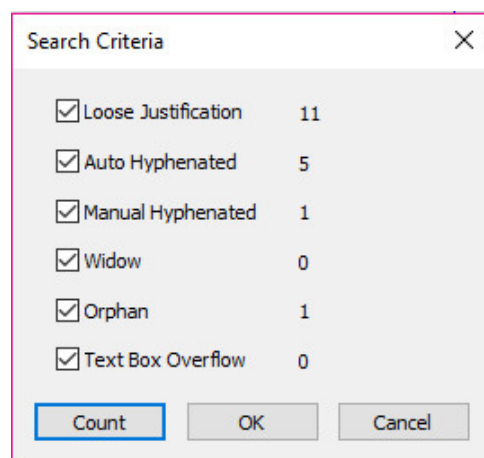 Search Criteria
Loose Justification 11
Auto Hyphenated 5
Manual Hyphenated 1
Widow 0
Orphan 1
Text Box Overflow 0
Count OK Cancel